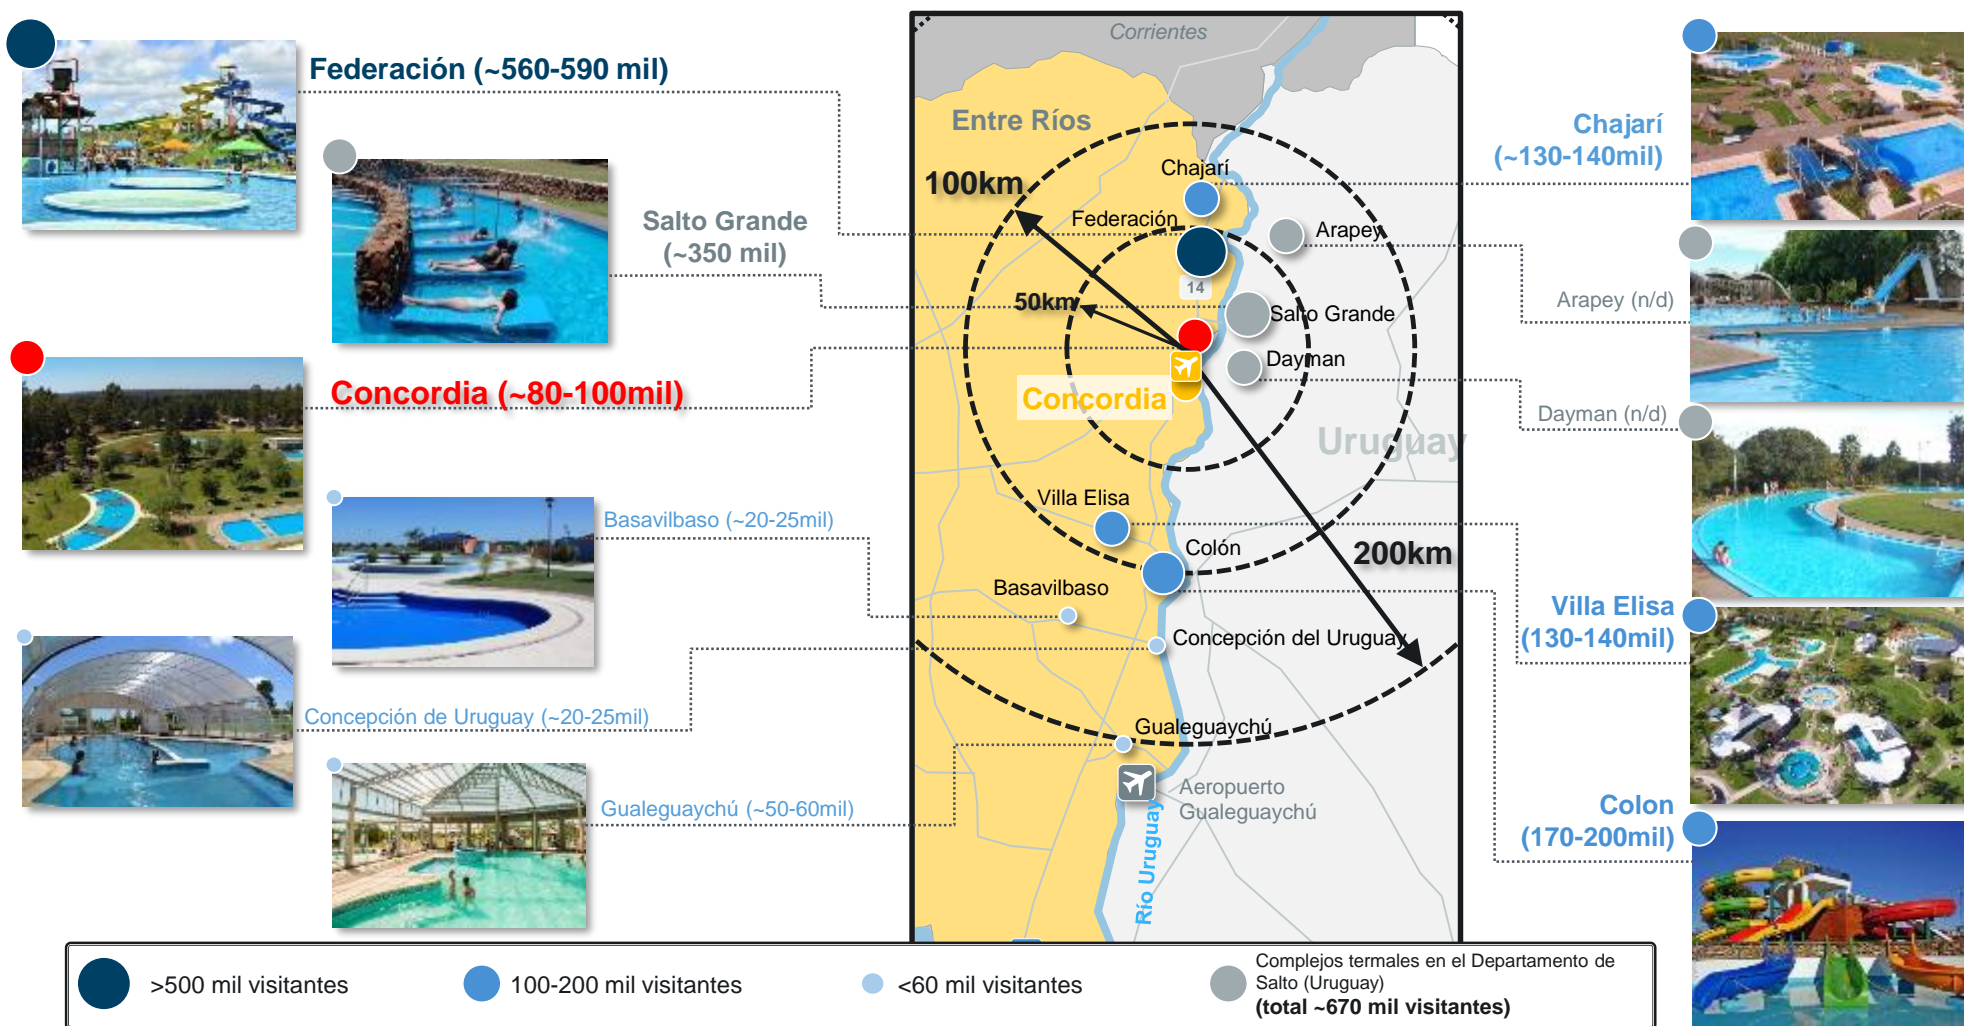 Federación (~560-590 mil)
Salto Grande
(~350 mil)
Concordia (~80-100mil)
Basavilbaso (~20-25mil)
Concepción de Uruguay (~20-25mil)
Gualeguaychú (~50-60mil)
Corrientes
Entre Ríos
100km
Chajarí
Federación
Arapey
14
50km
Salto Grande
Dayman
Concordia
Uruguay
Villa Elisa
Colón
200km
Basavilbaso
Concepción del Uruguay
Gualeguaychú
Aeropuerto
Gualeguaychú
Río Uruguay
Chajarí
(~130-140mil)
Arapey (n/d)
Dayman (n/d)
Villa Elisa
(130-140mil)
Colon
(170-200mil)
>500 mil visitantes
100-200 mil visitantes
<60 mil visitantes
Complejos termales en el Departamento de
Salto (Uruguay)
(total ~670 mil visitantes)